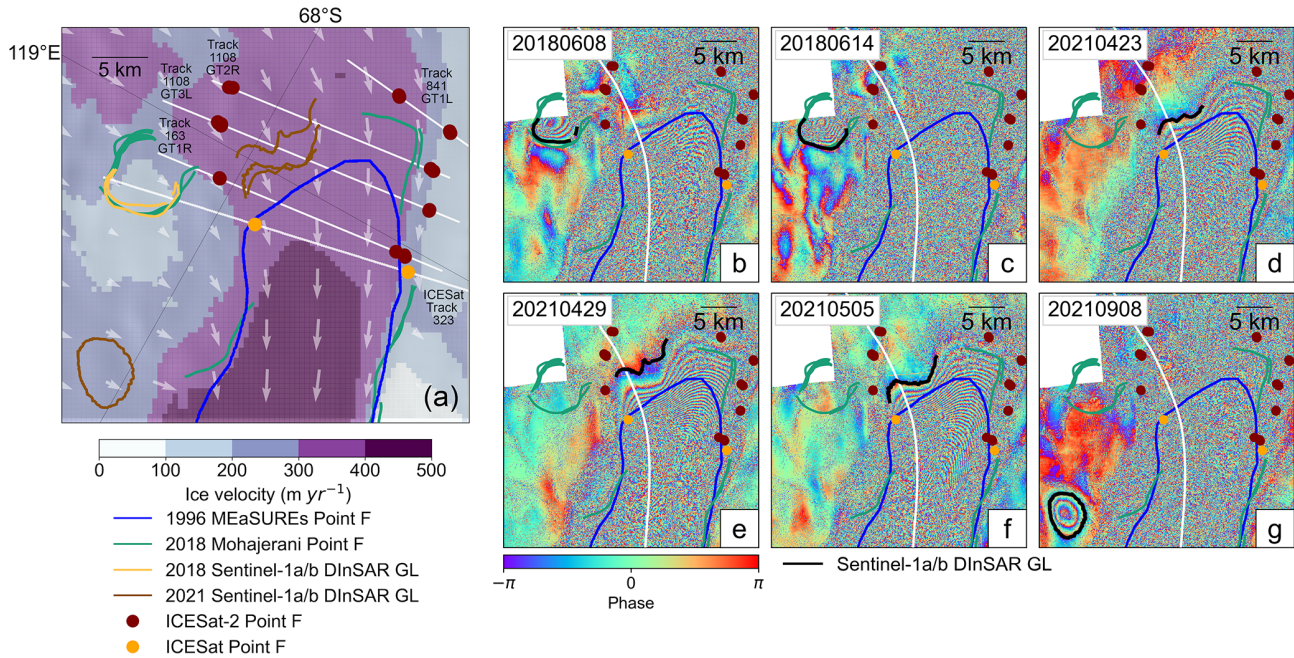 68°S
119°E
5 km
Track
1108
GT2R
Track
1108
GT3L
Track
841
GT1L
Track
163
GT1R
ICESat
Track
323
(a)
0 100 200 300 400 500
Ice velocity (m yr⁻¹)
1996 MEaSUREs Point F
2018 Mohajerani Point F
2018 Sentinel-1a/b DInSAR GL
2021 Sentinel-1a/b DInSAR GL
ICESat-2 Point F
ICESat Point F
20180608
5 km
b
20180614
5 km
c
20210423
5 km
d
20210429
5 km
e
20210505
5 km
f
20210908
5 km
g
−π 0 π
Phase
Sentinel-1a/b DInSAR GL